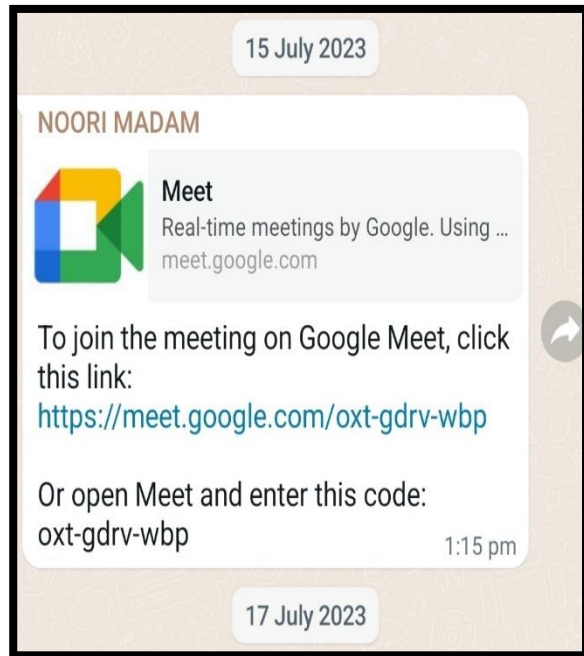 15 July 2023
NOORI MADAM
Meet
Real-time meetings by Google. Using ...
meet.google.com
To join the meeting on Google Meet, click
this link:
https://meet.google.com/oxt-gdrv-wbp
Or open Meet and enter this code:
oxt-gdrv-wbp
1:15 pm
17 July 2023